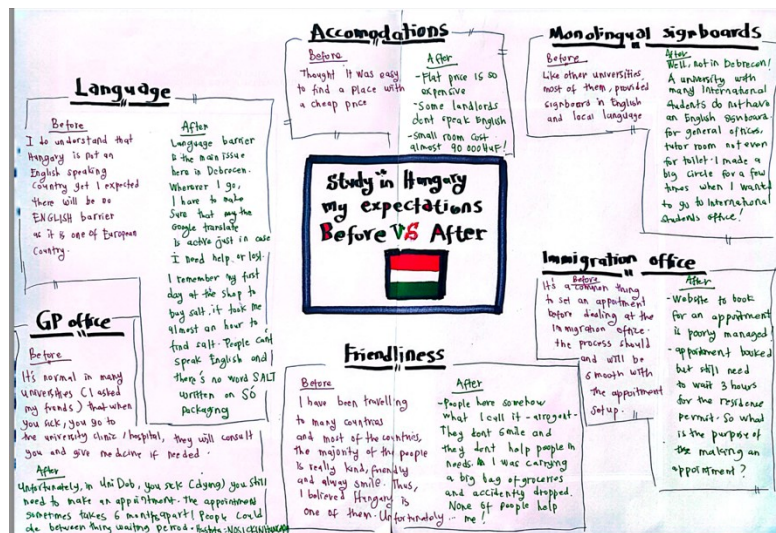 Accomodations
Before
Thought It was easy
to find a Place with
a cheap price
After
-Flat price is so
expensive
-Some landlords
dont speak English
-small room cost
almost 90 000 HUF!
Monolingual signboards
Before
Like other universities,
most of them, provided
signboard in English
and local language
After
Well, not in Debrecen!
A university with
many International
students do not have
an English signboard
for general offices,
tutor room not even
for toilet. I made a
big circle for a few
times when I want
to go to International
students office!
Language
Before
I do understand that
Hungary is not an
English speaking
country yet I expected
there will be no
ENGLISH barrier
as it is one of European
Country.
After
Language barrier
is the main issue
here in Debrecen.
Wherever I go,
I have to make
sure that my
Google translate
is active just in case
I need help, or lost.
I remember my first
day at the shop to
buy salt. it took me
almost an hour to
find salt. People can't
speak English and
there's no word SALT
written on SÓ
packaging
Study in Hungary
my expectations
Before VS After
Immigration office
Before
It's a common thing
to set an appointment
before dealing at the
Immigration office.
the process should
and will be
smooth with
the appointment
setup.
After
-Website to book
for an appointment
is poorly managed!
-appointment booked
but still need
to wait 3 hours
for the residence
permit. So what
is the purpose of
making an
appointment?
GP office
Before
It's normal in many
universities (I asked
my friends) that when
you sick, you go to
the university clinic/hospital, they will consult
you and give medicine if needed.
After
Unfortunately, in Uni Deb, you sick (dying) you still
need to make an appointment. The appointment
sometimes takes 6 months apart! People could
die between thing waiting period.
Friendliness
Before
I have been travelling
to many countries
and most of the countries,
the majority of the people
is really kind, friendly
and alway smile. Thus,
I believed Hungary is
one of them. Unfortunately...
After
-People here somehow
what I call it - arrogent-
They dont smile and
they dont help people in
needs. I was carrying
a big bag of groceries
and accidently dropped.
None of people help
me!